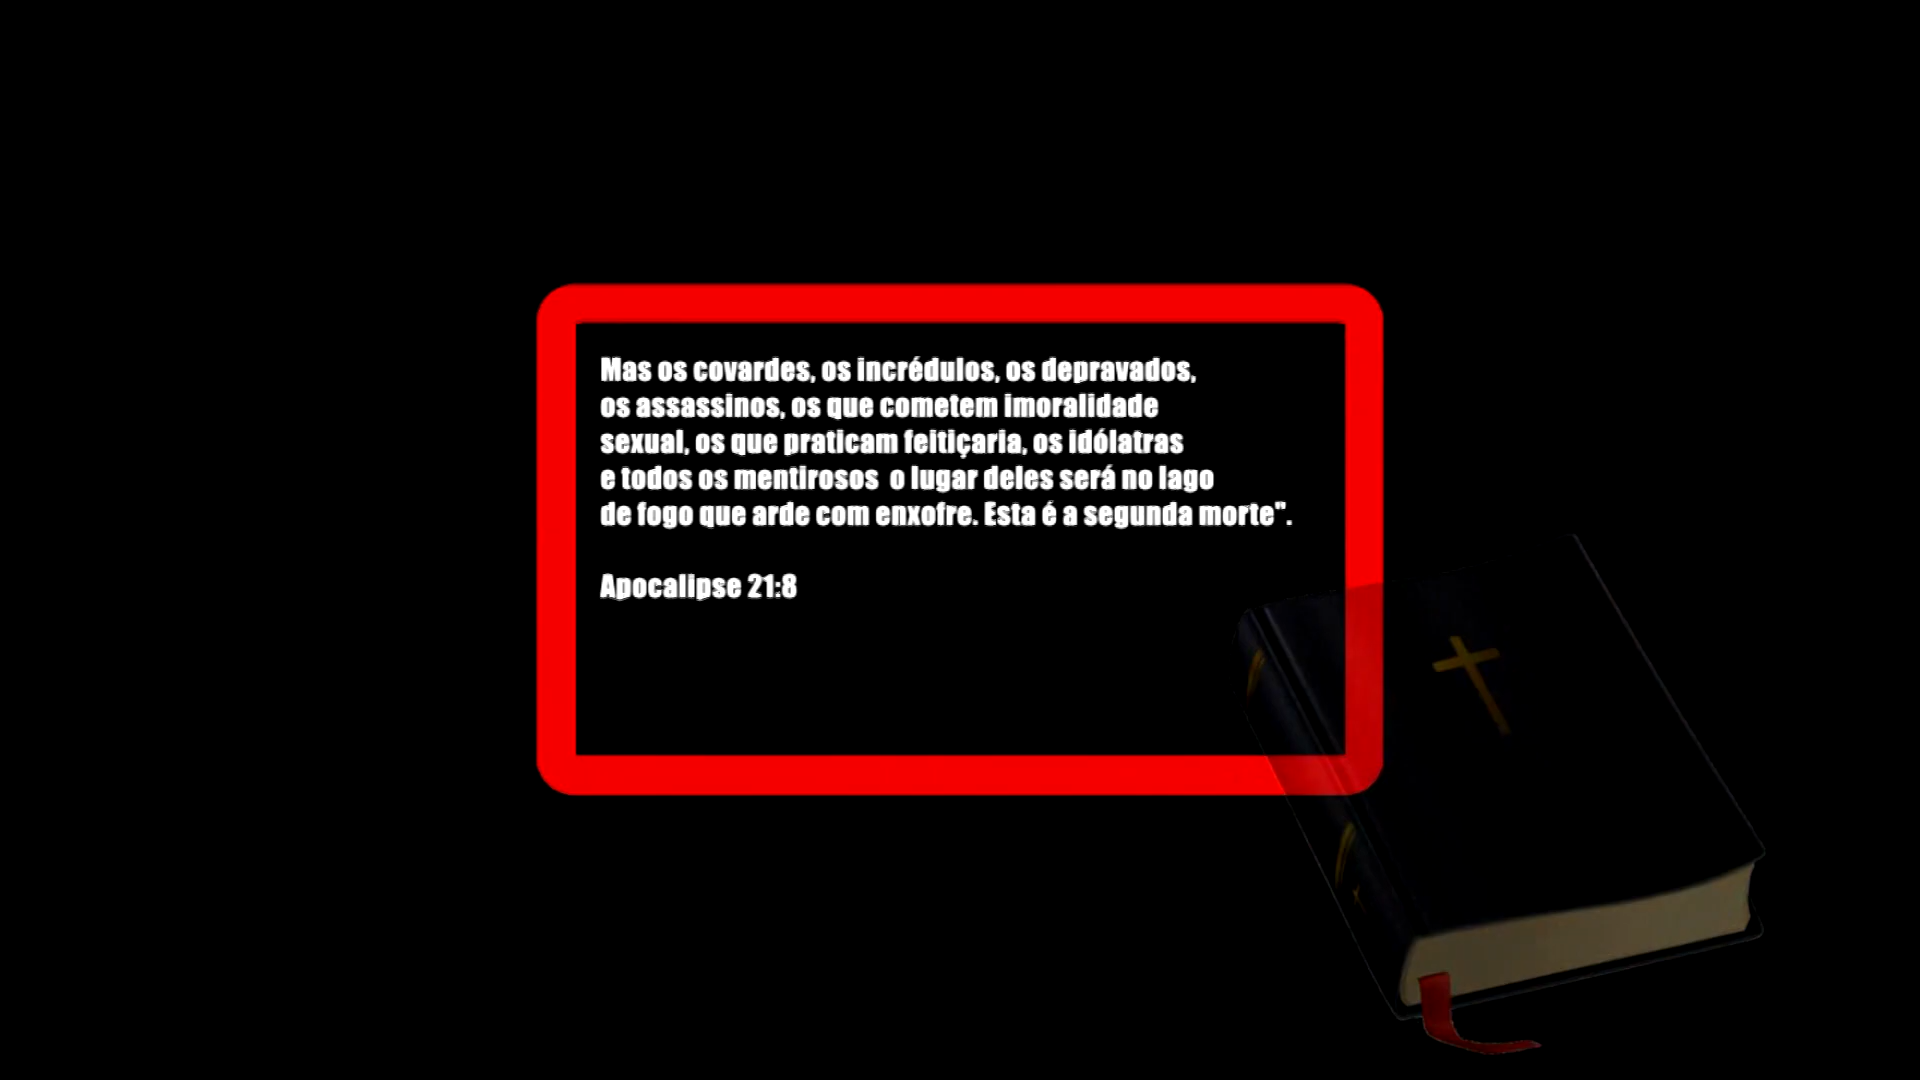 Mas os covardes, os incrédulos, os depravados,
os assassinos, os que cometem imoralidade
sexual, os que praticam feitiçaria, os idólatras
e todos os mentirosos  o lugar deles será no lago
de fogo que arde com enxofre. Esta é a segunda morte".
Apocalipse 21:8